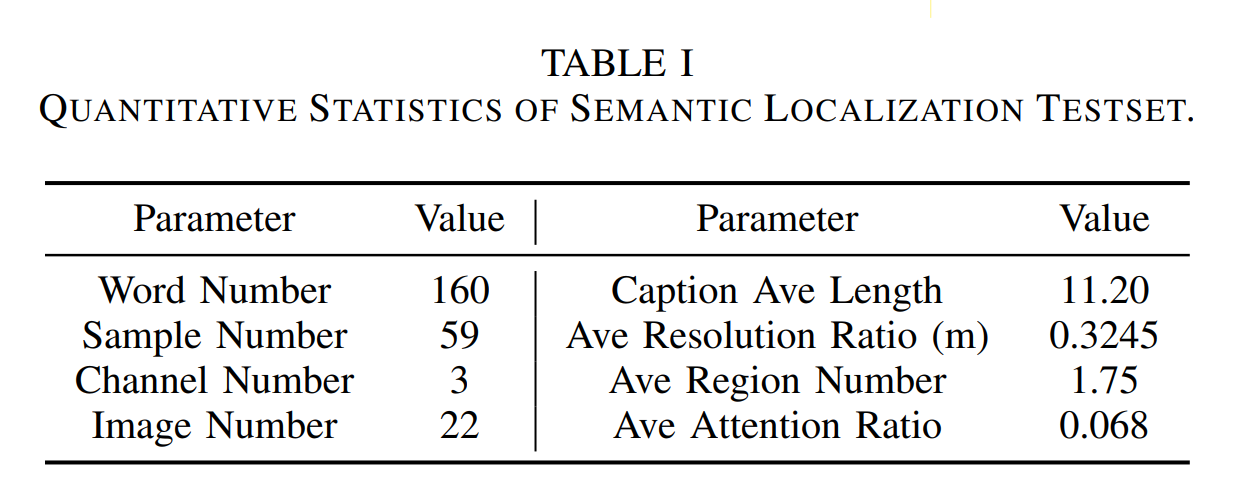 TABLE I
QUANTITATIVE STATISTICS OF SEMANTIC LOCALIZATION TESTSET.
Parameter Value Parameter Value
Word Number 160 Caption Ave Length 11.20
Sample Number 59 Ave Resolution Ratio (m) 0.3245
Channel Number 3 Ave Region Number 1.75
Image Number 22 Ave Attention Ratio 0.068